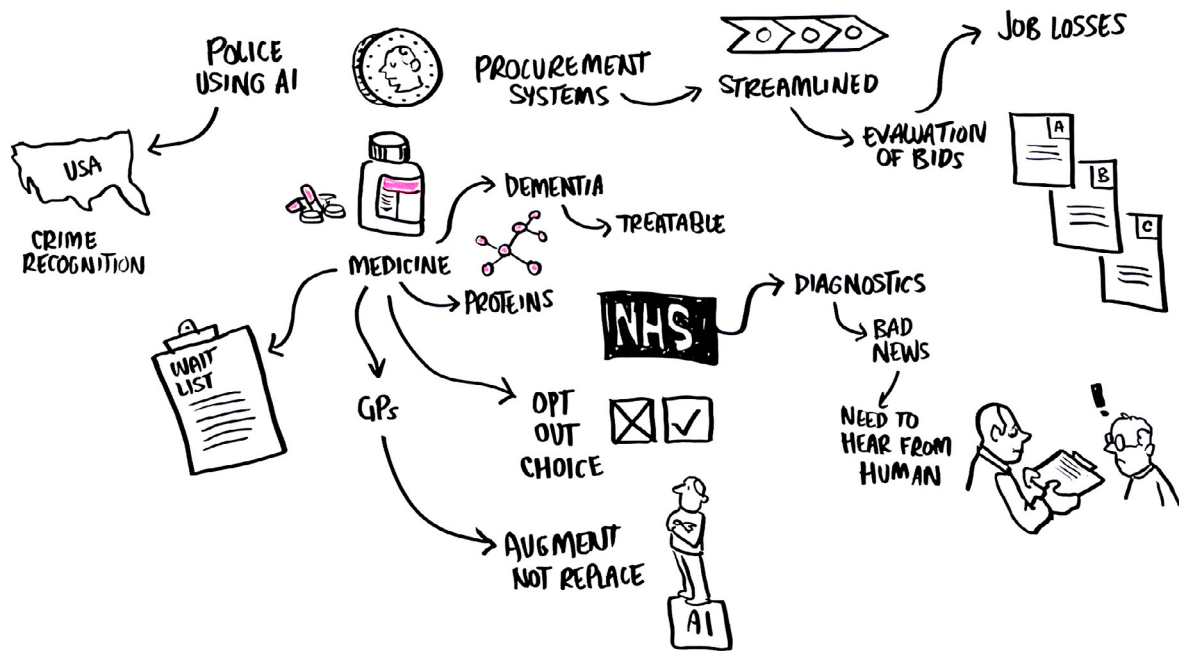 POLICE
USING AI
USA
CRIME
RECOGNITION
PROCUREMENT
SYSTEMS
STREAMLINED
EVALUATION
OF BIDS
JOB LOSSES
A
B
C
MEDICINE
DEMENTIA
TREATABLE
PROTEINS
WAIT
LIST
GPs
AUGMENT
NOT REPLACE
AI
OPT
OUT
CHOICE
NHS
DIAGNOSTICS
BAD
NEWS
NEED TO
HEAR FROM
HUMAN
!